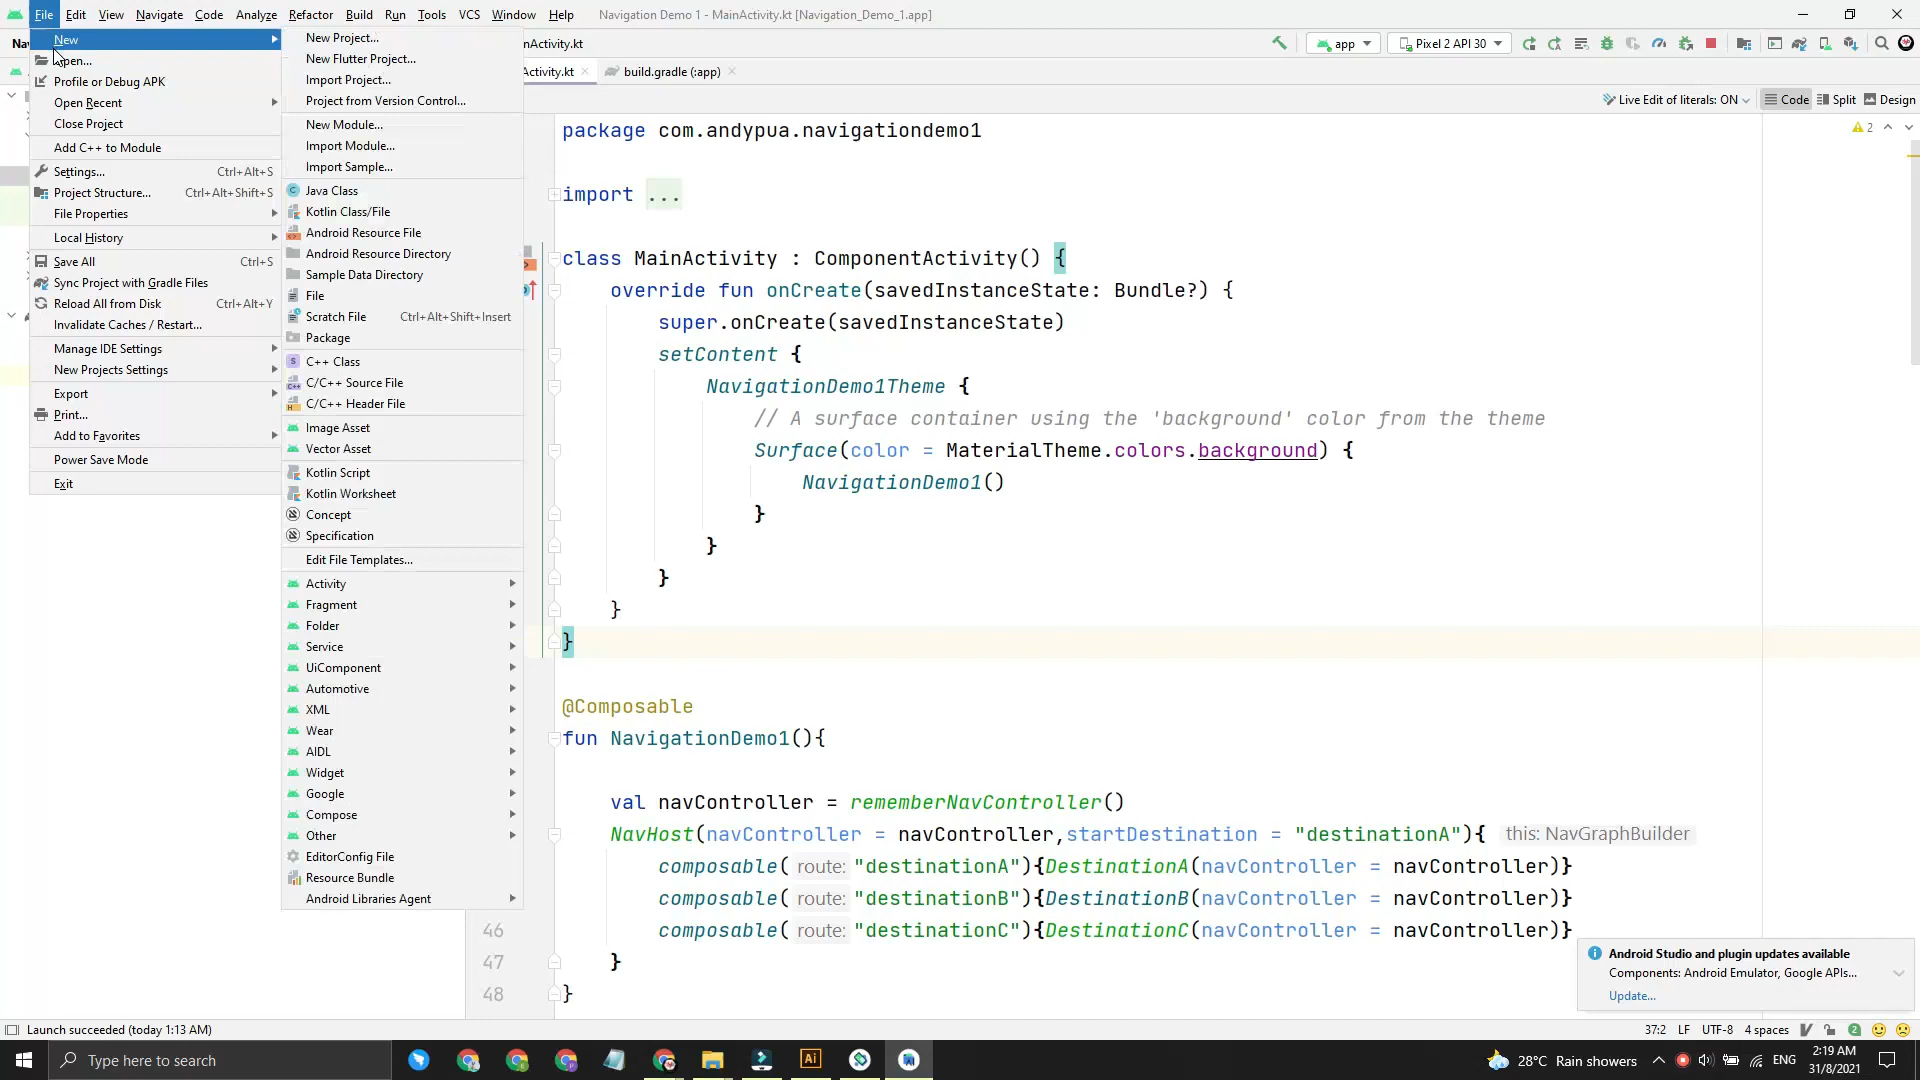 File Edit View Navigate Code Analyze Refactor Build Run Tools VCS Window Help Navigation Demo 1 - MainActivity.kt [Navigation_Demo_1.app]
nActivity.kt
app
Pixel 2 API 30
Activity.kt
build.gradle (:app)
Live Edit of literals: ON
Code
Split
Design
2
New
Open...
Profile or Debug APK
Open Recent
Close Project
Add C++ to Module
Settings... Ctrl+Alt+S
Project Structure... Ctrl+Alt+Shift+S
File Properties
Local History
Save All Ctrl+S
Sync Project with Gradle Files
Reload All from Disk Ctrl+Alt+Y
Invalidate Caches / Restart...
Manage IDE Settings
New Projects Settings
Export
Print...
Add to Favorites
Power Save Mode
Exit
New Project...
New Flutter Project...
Import Project...
Project from Version Control...
New Module...
Import Module...
Import Sample...
Java Class
Kotlin Class/File
Android Resource File
Android Resource Directory
Sample Data Directory
File
Scratch File Ctrl+Alt+Shift+Insert
Package
C++ Class
C/C++ Source File
C/C++ Header File
Image Asset
Vector Asset
Kotlin Script
Kotlin Worksheet
Concept
Specification
Edit File Templates...
Activity
Fragment
Folder
Service
UiComponent
Automotive
XML
Wear
AIDL
Widget
Google
Compose
Other
EditorConfig File
Resource Bundle
Android Libraries Agent
package com.andypua.navigationdemo1
import ...
class MainActivity : ComponentActivity() {
override fun onCreate(savedInstanceState: Bundle?) {
super.onCreate(savedInstanceState)
setContent {
NavigationDemo1Theme {
// A surface container using the 'background' color from the theme
Surface(color = MaterialTheme.colors.background) {
NavigationDemo1()
}
}
}
}
}
@Composable
fun NavigationDemo1(){
val navController = rememberNavController()
NavHost(navController = navController,startDestination = "destinationA"){ this: NavGraphBuilder
composable( route: "destinationA"){DestinationA(navController = navController)}
composable( route: "destinationB"){DestinationB(navController = navController)}
46 composable( route: "destinationC"){DestinationC(navController = navController)}
47 }
48 }
Android Studio and plugin updates available
Components: Android Emulator, Google APIs...
Update...
Launch succeeded (today 1:13 AM)
37:2 LF UTF-8 4 spaces 2
Type here to search
Ai
28°C Rain showers
ENG
2:19 AM
31/8/2021